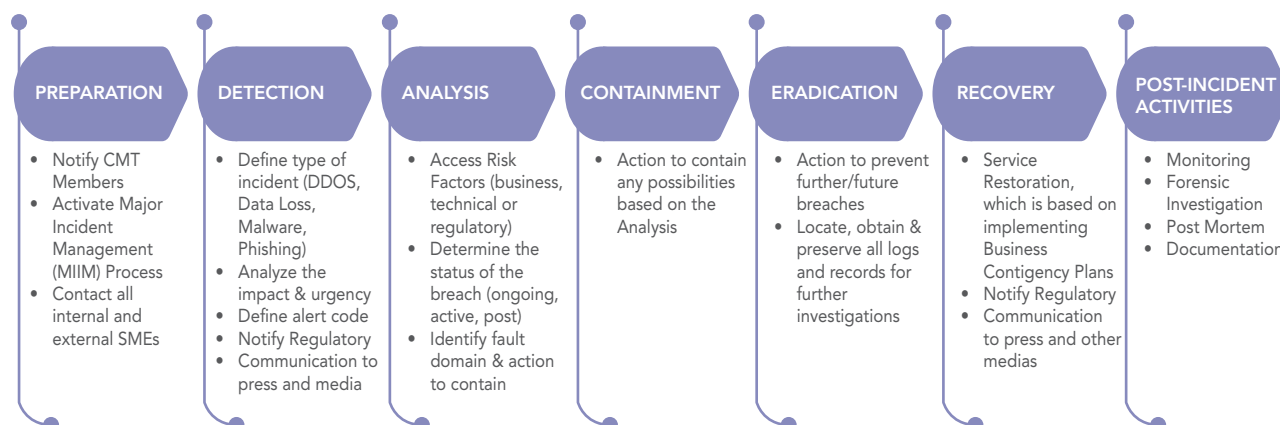 PREPARATION
• Notify CMT
Members
• Activate Major
Incident
Management
(MIIM) Process
• Contact all
internal and
external SMEs
DETECTION
• Define type of
incident (DDOS,
Data Loss,
Malware,
Phishing)
• Analyze the
impact & urgency
• Define alert code
• Notify Regulatory
• Communication to
press and media
ANALYSIS
• Access Risk
Factors (business,
technical or
regulatory)
• Determine the
status of the
breach (ongoing,
active, post)
• Identify fault
domain & action
to contain
CONTAINMENT
• Action to contain
any possibilities
based on the
Analysis
ERADICATION
• Action to prevent
further/future
breaches
• Locate, obtain &
preserve all logs
and records for
further
investigations
RECOVERY
• Service
Restoration,
which is based on
implementing
Business
Contigency Plans
• Notify Regulatory
• Communication
to press and other
medias
POST-INCIDENT
ACTIVITIES
• Monitoring
• Forensic
Investigation
• Post Mortem
• Documentation